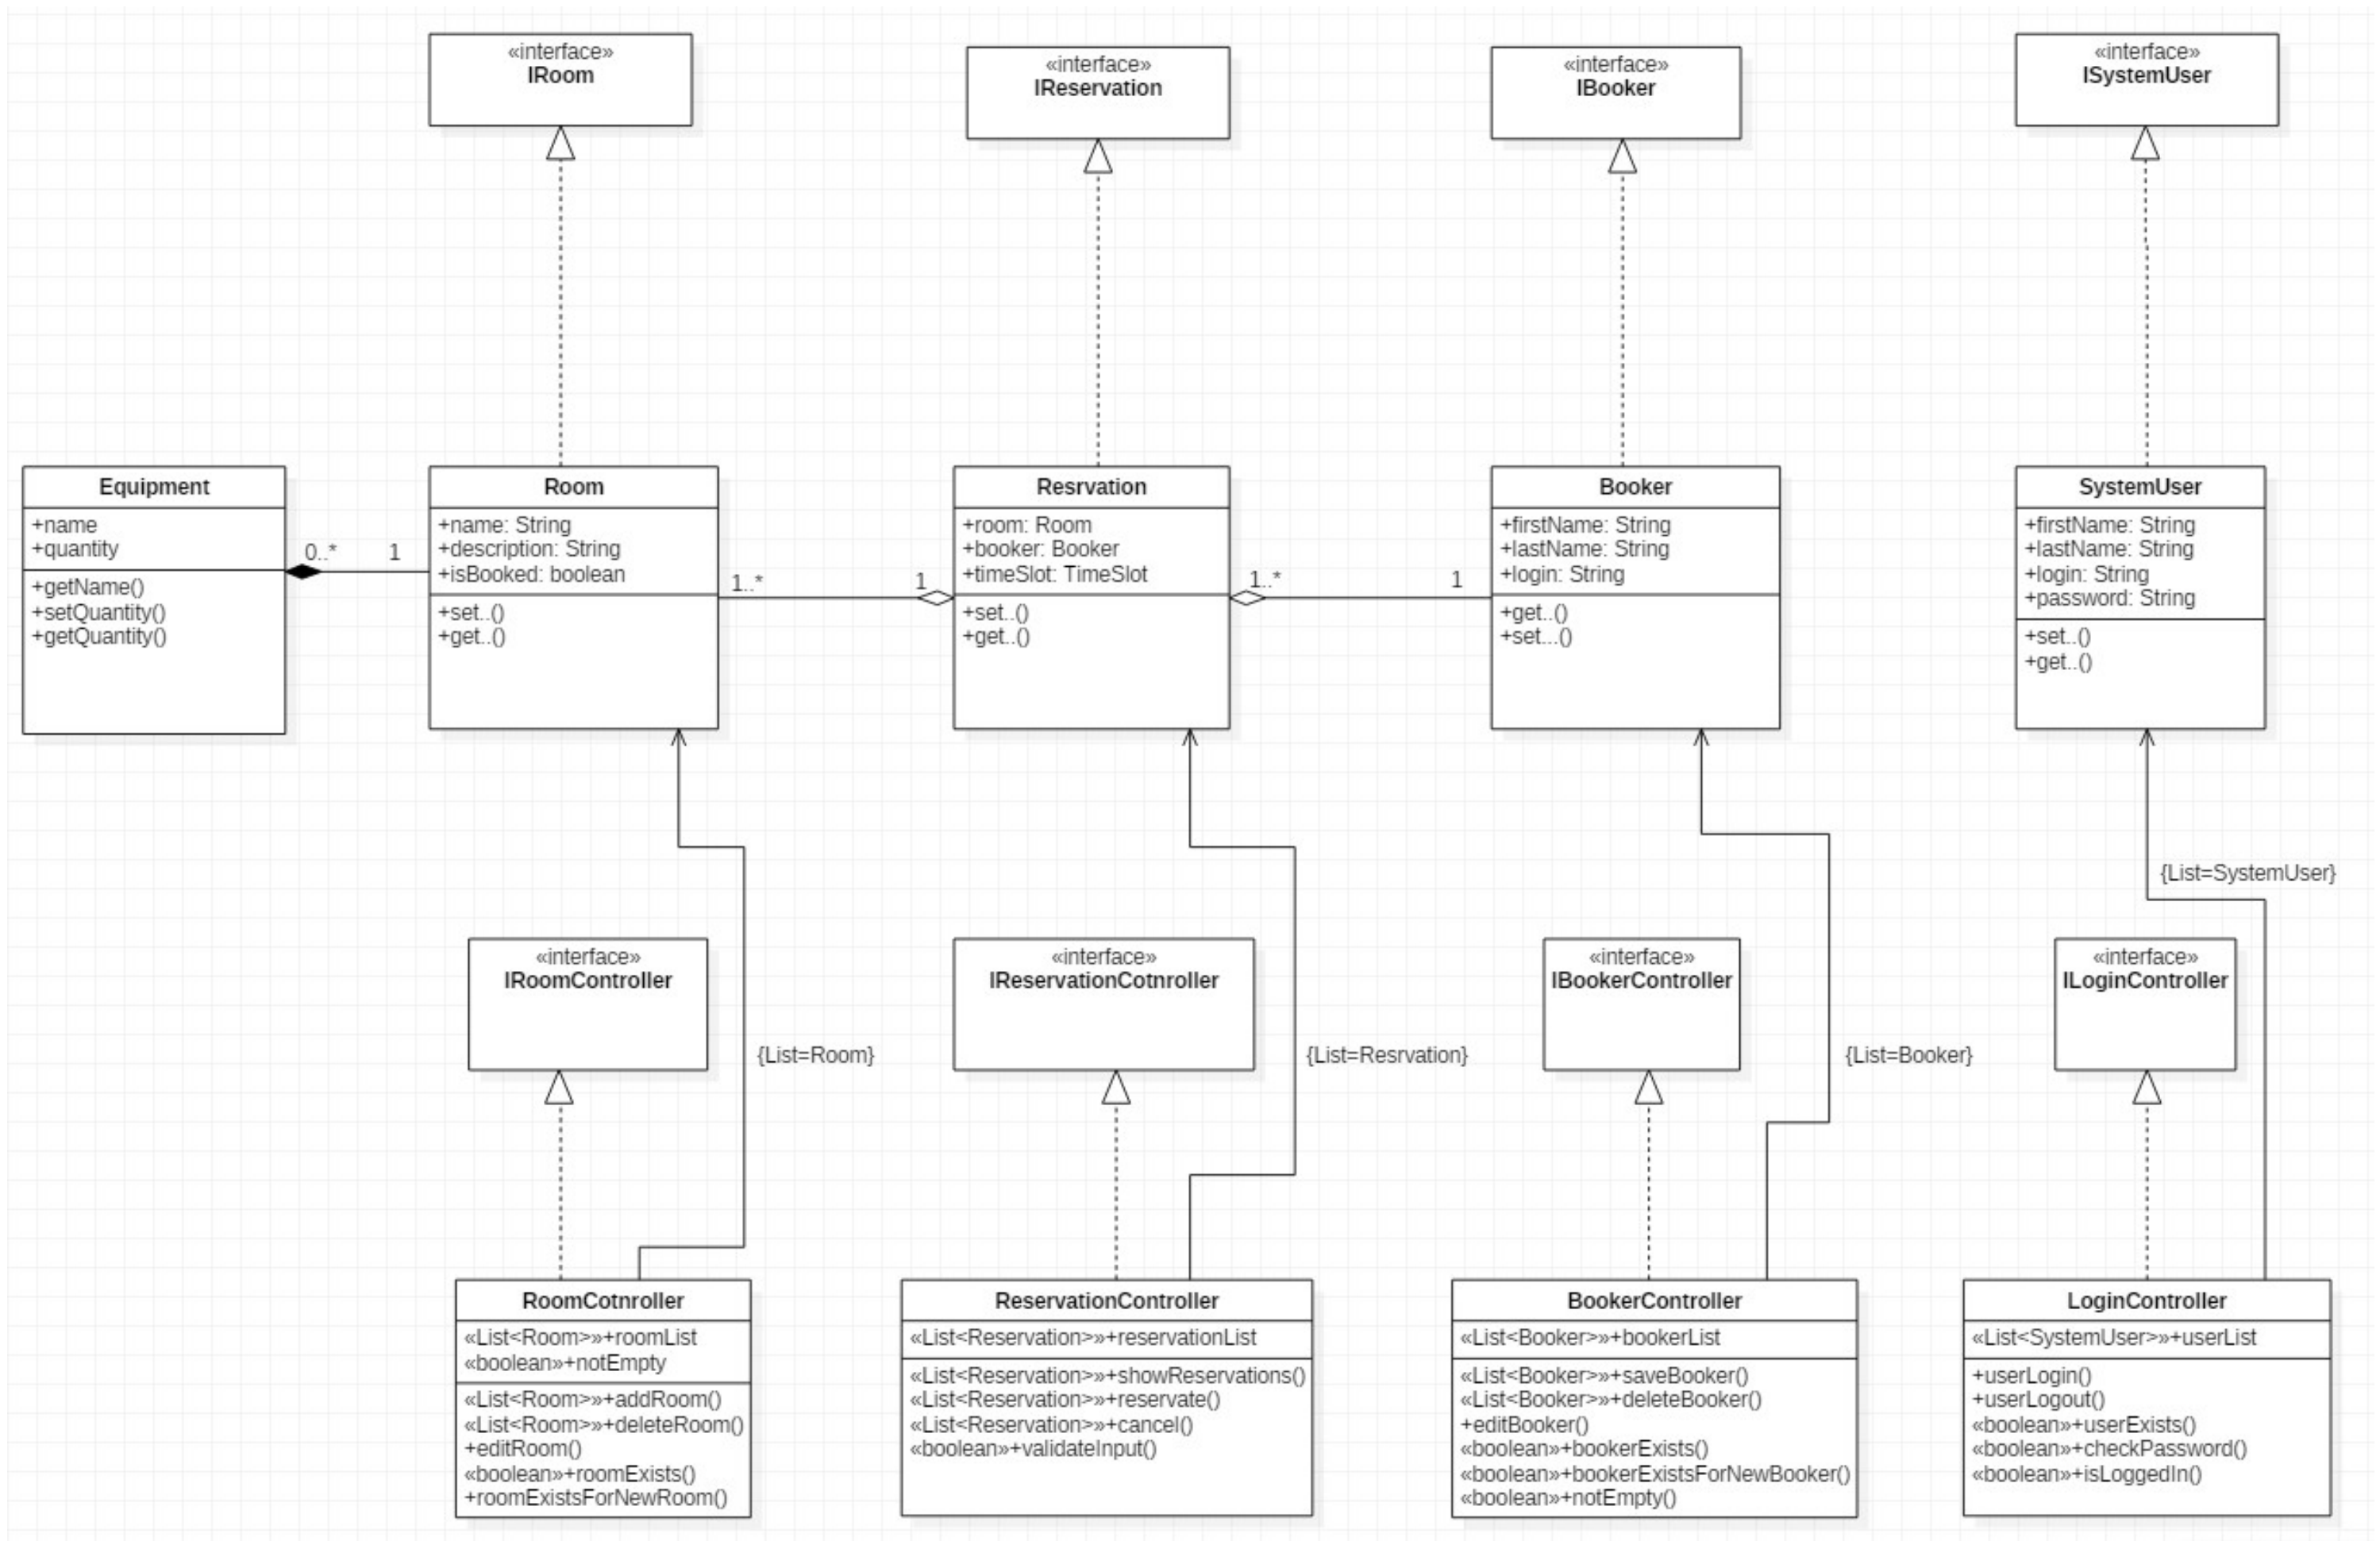 «interface»
IRoom
«interface»
IReservation
«interface»
IBooker
«interface»
ISystemUser
Equipment
+name
+quantity
+getName()
+setQuantity()
+getQuantity()
0..*
1
Room
+name: String
+description: String
+isBooked: boolean
+set..()
+get..()
1..*
1
Resrvation
+room: Room
+booker: Booker
+timeSlot: TimeSlot
+set..()
+get..()
1..*
1
Booker
+firstName: String
+lastName: String
+login: String
+get..()
+set...()
SystemUser
+firstName: String
+lastName: String
+login: String
+password: String
+set..()
+get..()
{List=SystemUser}
«interface»
IRoomController
«interface»
IReservationCotnroller
«interface»
IBookerController
«interface»
ILoginController
{List=Room}
{List=Resrvation}
{List=Booker}
RoomCotnroller
«List<Room>»+roomList
«boolean»+notEmpty
«List<Room>»+addRoom()
«List<Room>»+deleteRoom()
+editRoom()
«boolean»+roomExists()
+roomExistsForNewRoom()
ReservationController
«List<Reservation>»+reservationList
«List<Reservation>»+showReservations()
«List<Reservation>»+reservate()
«List<Reservation>»+cancel()
«boolean»+validateInput()
BookerController
«List<Booker>»+bookerList
«List<Booker>»+saveBooker()
«List<Booker>»+deleteBooker()
+editBooker()
«boolean»+bookerExists()
«boolean»+bookerExistsForNewBooker()
«boolean»+notEmpty()
LoginController
«List<SystemUser>»+userList
+userLogin()
+userLogout()
«boolean»+userExists()
«boolean»+checkPassword()
«boolean»+isLoggedIn()